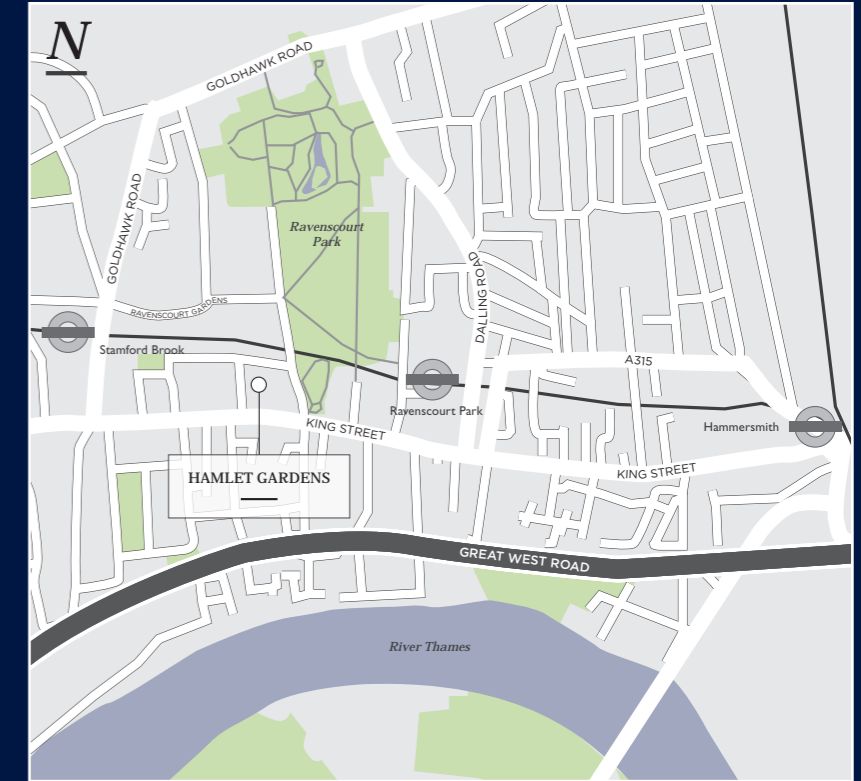 N
GOLDHAWK ROAD
GOLDHAWK ROAD
Ravenscourt
Park
DALLING ROAD
RAVENSCOURT GARDENS
Stamford Brook
A315
Ravenscourt Park
Hammersmith
KING STREET
KING STREET
HAMLET GARDENS
GREAT WEST ROAD
River Thames